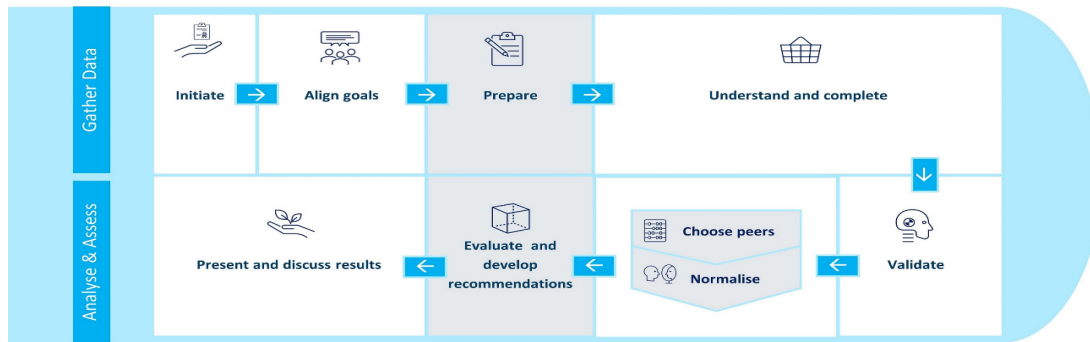 Gather Data
Initiate
Align goals
Prepare
Understand and complete
Analyse & Assess
Present and discuss results
Evaluate and
develop
recommendations
Choose peers
Normalise
Validate